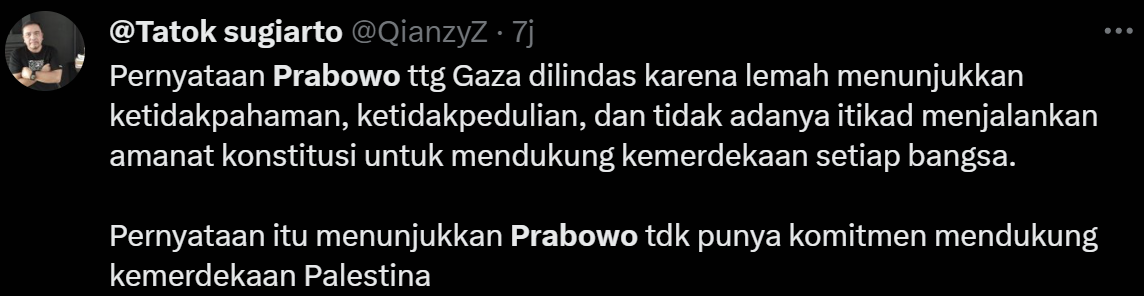 @Tatok sugiarto @QianzyZ · 7j
Pernyataan Prabowo ttg Gaza dilindas karena lemah menunjukkan
ketidakpahaman, ketidakpedulian, dan tidak adanya itikad menjalankan
amanat konstitusi untuk mendukung kemerdekaan setiap bangsa.
Pernyataan itu menunjukkan Prabowo tdk punya komitmen mendukung
kemerdekaan Palestina